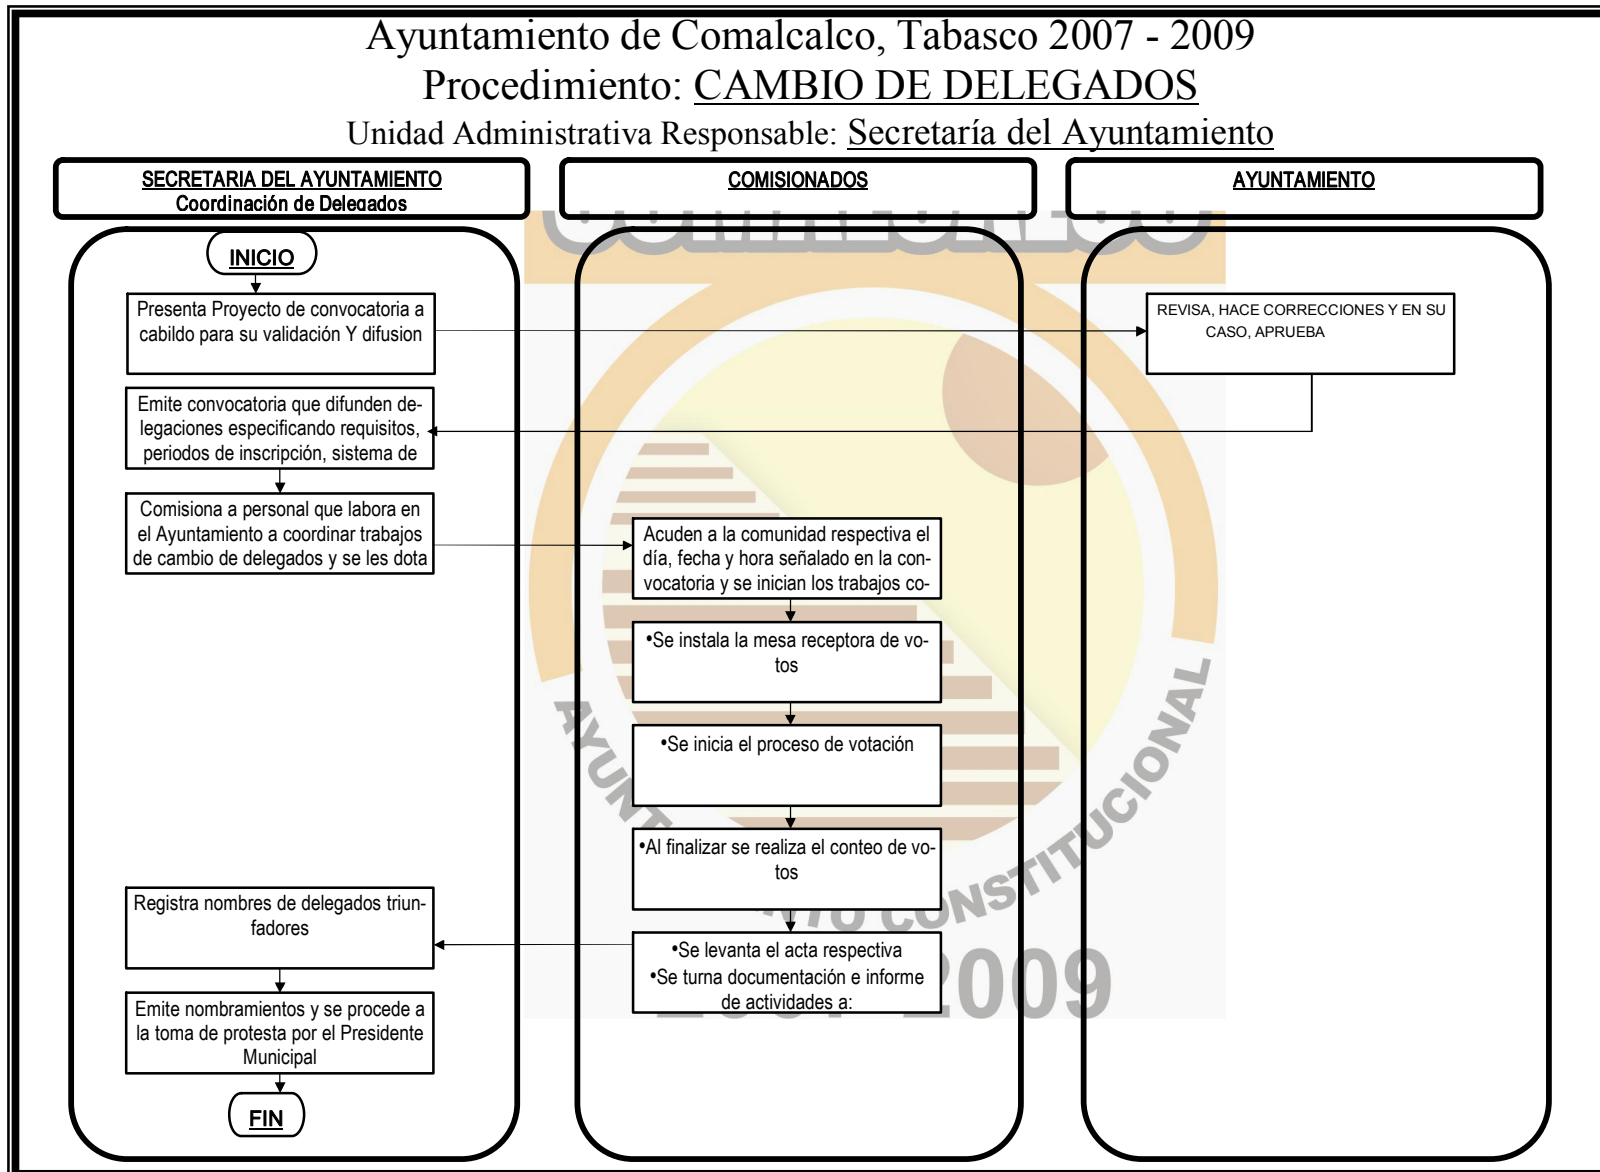 Ayuntamiento de Comalcalco, Tabasco 2007 - 2009
Procedimiento: CAMBIO DE DELEGADOS
Unidad Administrativa Responsable: Secretaría del Ayuntamiento
SECRETARIA DEL AYUNTAMIENTO
Coordinación de Delegados
COMISIONADOS
AYUNTAMIENTO
INICIO
Presenta Proyecto de convocatoria a
cabildo para su validación Y difusion
REVISA, HACE CORRECCIONES Y EN SU
CASO, APRUEBA
Emite convocatoria que difunden de-
legaciones especificando requisitos,
periodos de inscripción, sistema de
Comisiona a personal que labora en
el Ayuntamiento a coordinar trabajos
de cambio de delegados y se les dota
Acuden a la comunidad respectiva el
día, fecha y hora señalado en la con-
vocatoria y se inician los trabajos co-
•Se instala la mesa receptora de vo-
tos
•Se inicia el proceso de votación
•Al finalizar se realiza el conteo de vo-
tos
•Se levanta el acta respectiva
•Se turna documentación e informe
de actividades a:
Registra nombres de delegados triun-
fadores
Emite nombramientos y se procede a
la toma de protesta por el Presidente
Municipal
FIN